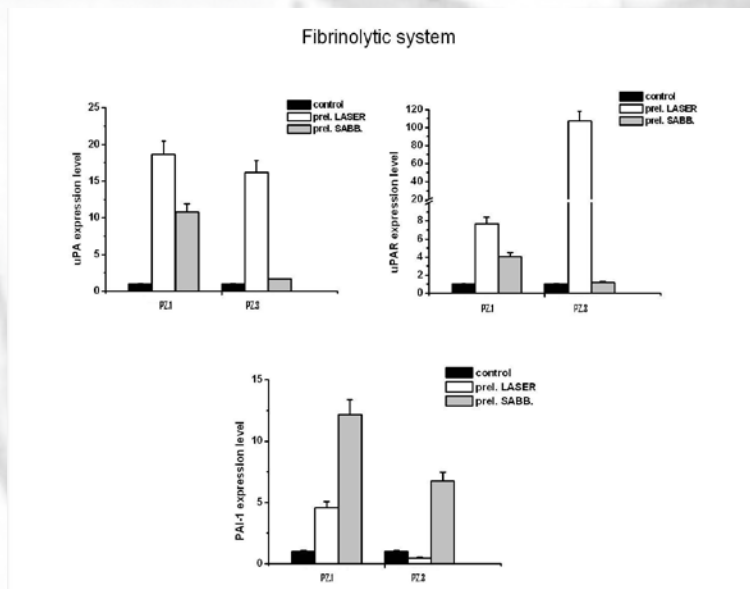 Fibrinolytic system
control
prel. LASER
prel. SABB.
25
20
15
10
5
0
uPA expression level
PZ.1
PZ.2
control
prel. LASER
prel. SABB.
120
100
80
60
40
20
8
6
4
2
0
uPAR expression level
PZ.1
PZ.2
control
prel. LASER
prel. SABB.
15
10
5
0
PAI-1 expression level
PZ.1
PZ.2